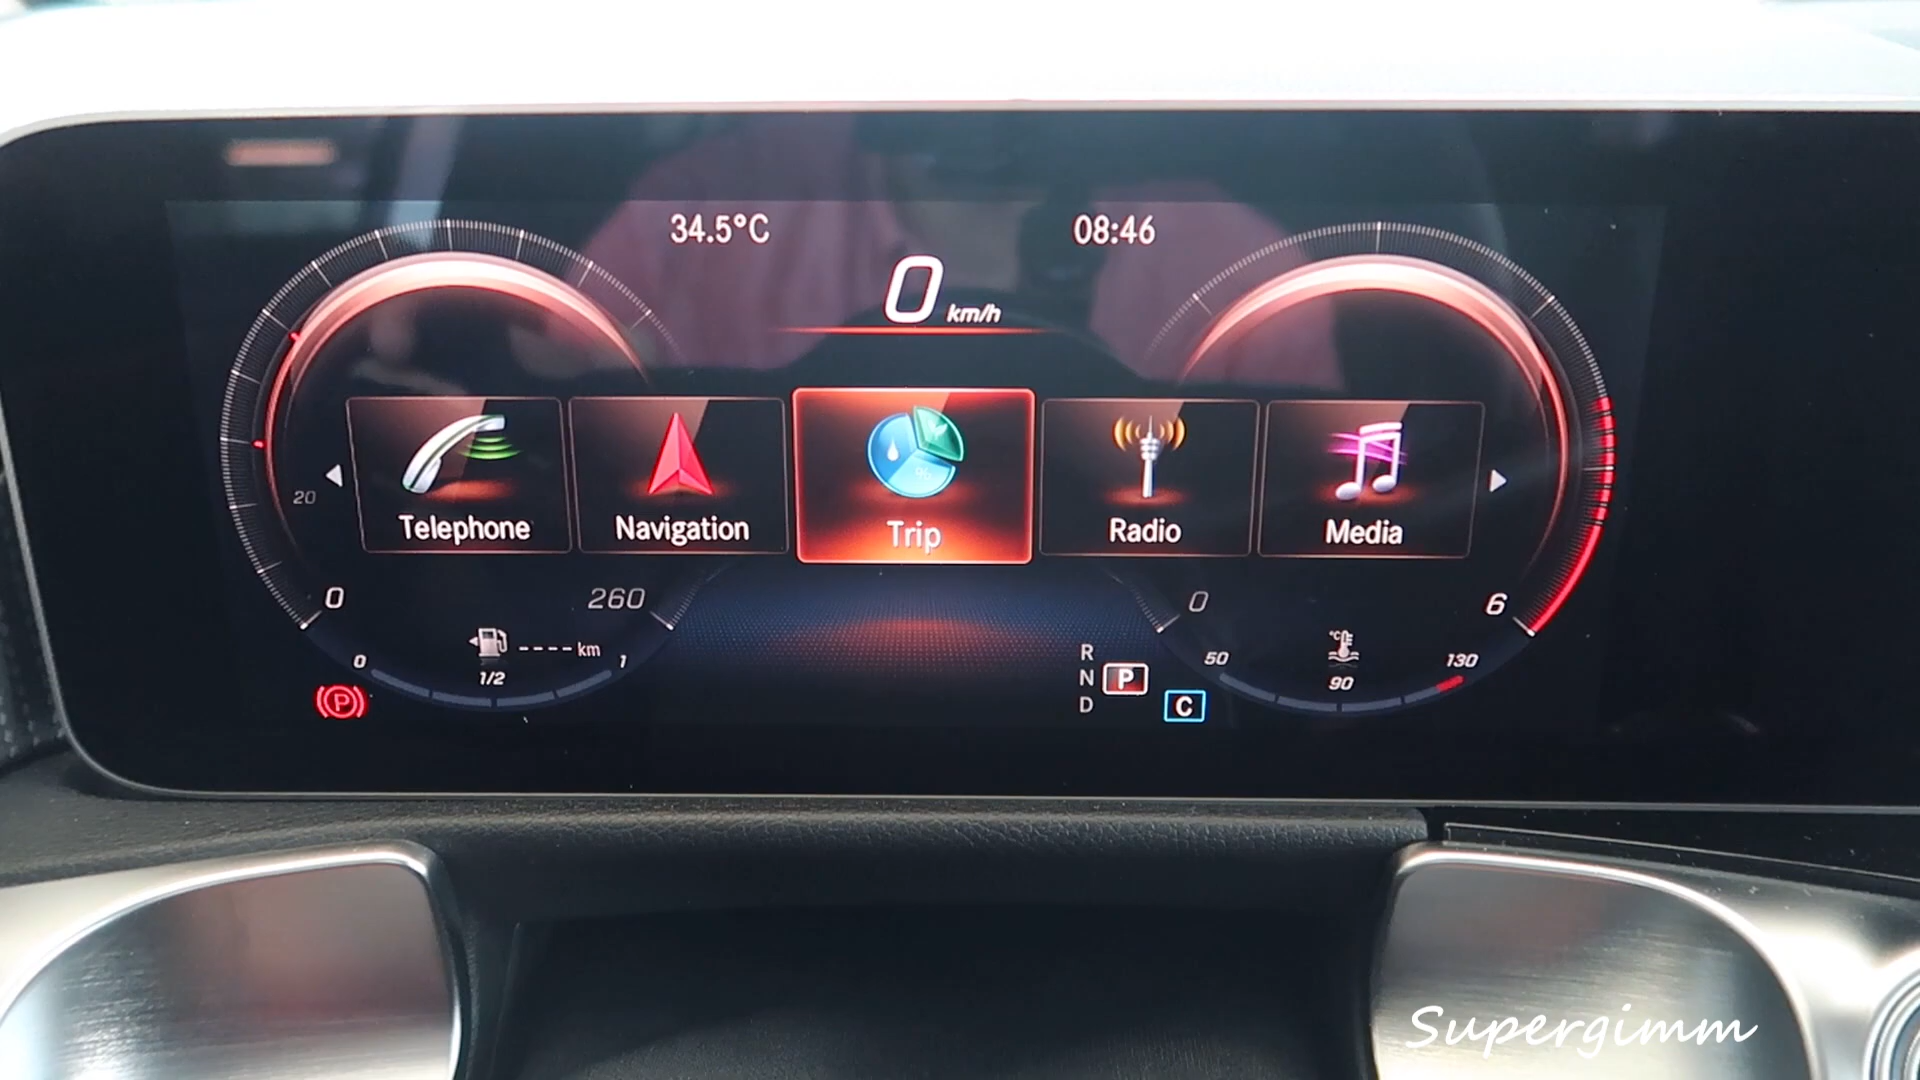 34.5°C
08:46
0 km/h
20
Telephone
Navigation
Trip
Radio
Media
0
260
0
6
---- km
0
1/2
1
R
N
D
P
C
50
°C
90
130
P
Supergimm